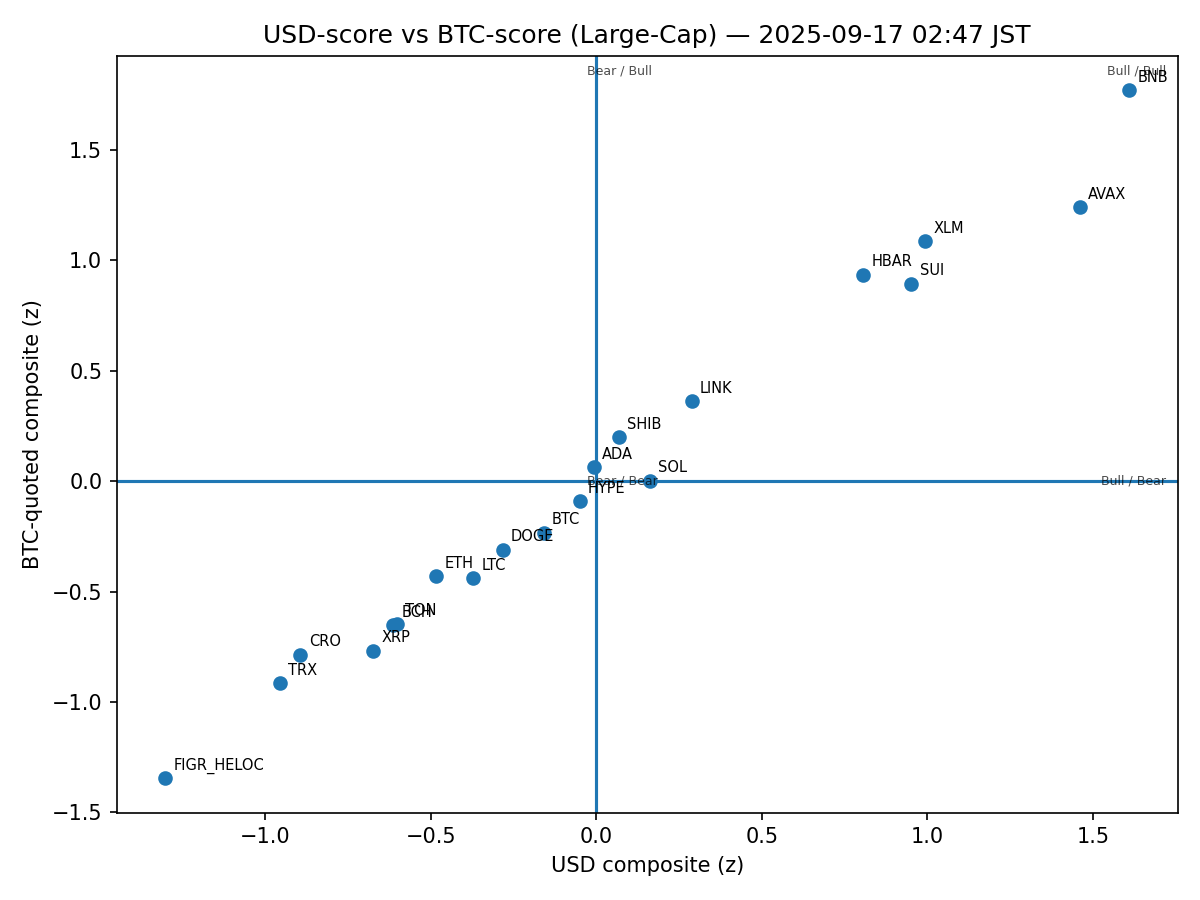 USD-score vs BTC-score (Large-Cap) — 2025-09-17 02:47 JST
Bear / Bull
Bull / Bull
BNB
AVAX
XLM
HBAR
SUI
LINK
SHIB
ADA
SOL
Bear / Bear
Bull / Bear
HYPE
BTC
DOGE
ETH
LTC
TON
BCH
XRP
CRO
TRX
FIGR_HELOC
1.5
1.0
0.5
0.0
−0.5
−1.0
−1.5
BTC-quoted composite (z)
−1.0
−0.5
0.0
0.5
1.0
1.5
USD composite (z)